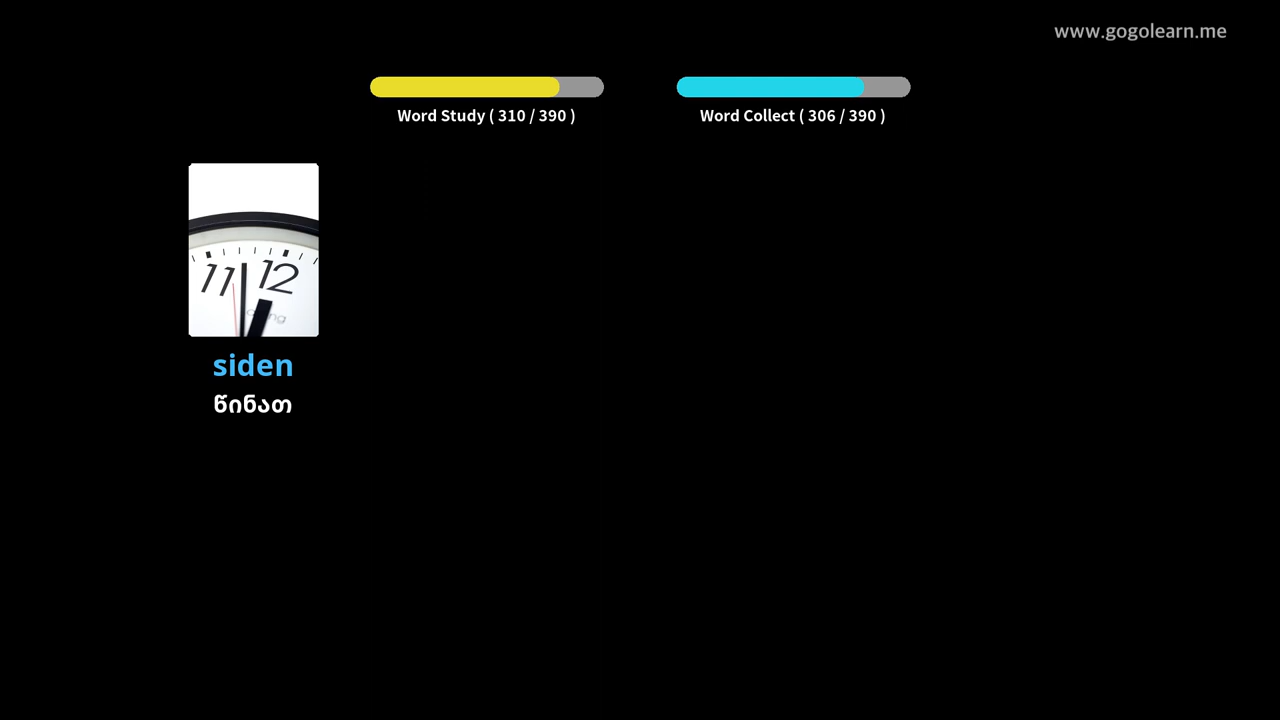 www.gogolearn.me
Word Study ( 310 / 390 )
Word Collect ( 306 / 390 )
11 12
siden
წინათ